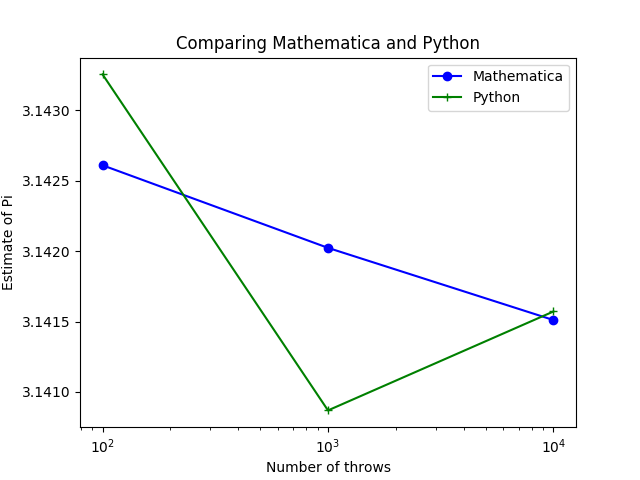 Comparing Mathematica and Python
Mathematica
Python
3.1430
3.1425
3.1420
3.1415
3.1410
Estimate of Pi
10²
10³
10⁴
Number of throws